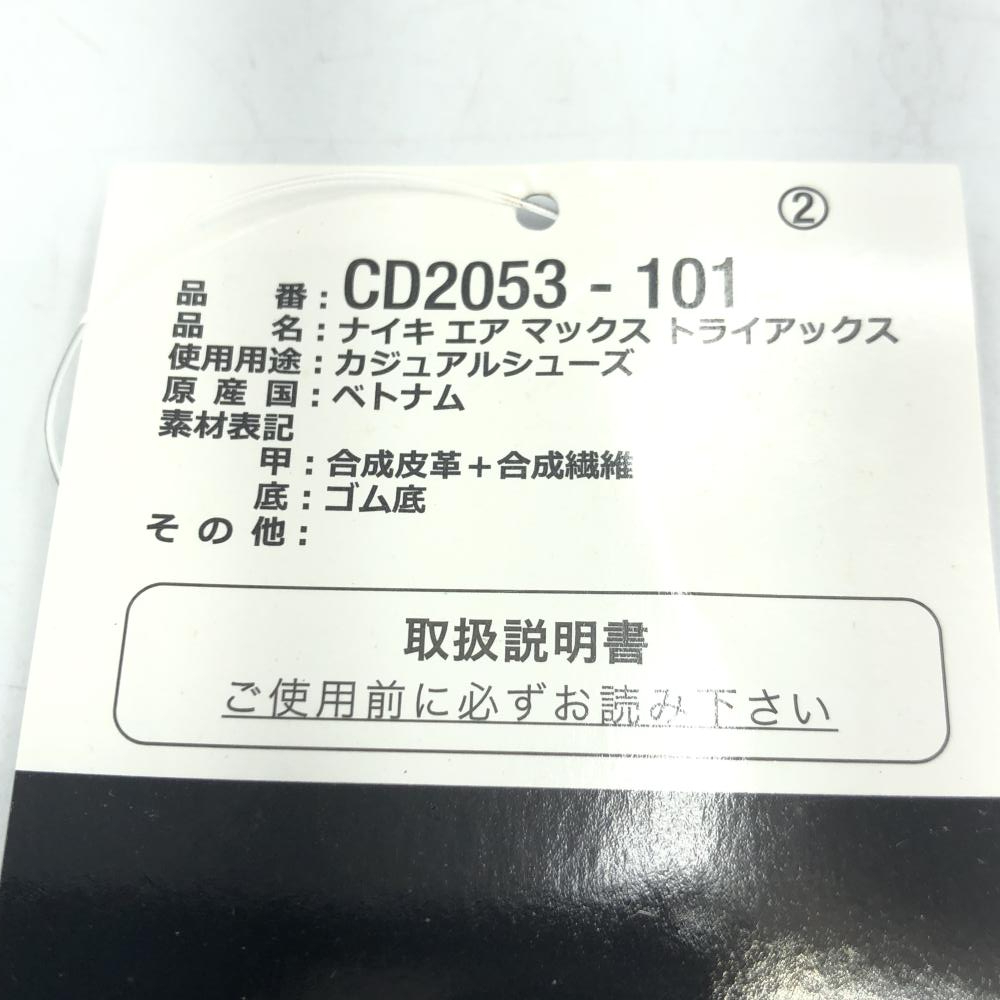 ②
品番:CD2053-101
品名:ナイキ エア マックス トライアックス
使用用途:カジュアルシューズ
原産国:ベトナム
素材表記
甲:合成皮革+合成繊維
底:ゴム底
その他:
取扱説明書
ご使用前に必ずお読み下さい